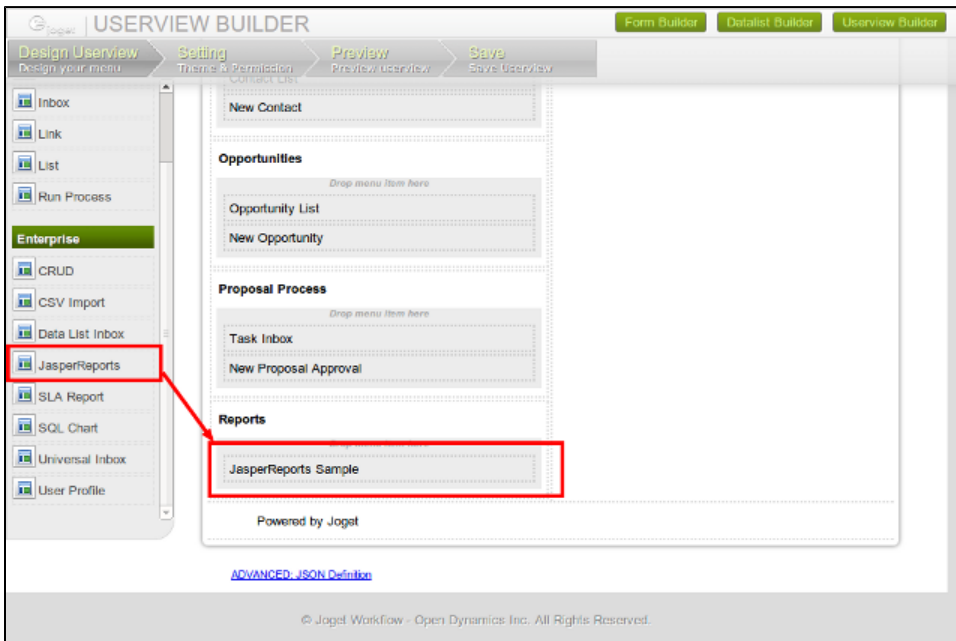 Joget | USERVIEW BUILDER
Form Builder
Datalist Builder
Userview Builder
Design Userview
Design your menu
Setting
Theme & Permission
Preview
Preview userview
Save
Save Userview
Inbox
Link
List
Run Process
Enterprise
CRUD
CSV Import
Data List Inbox
JasperReports
SLA Report
SQL Chart
Universal Inbox
User Profile
Contact List
New Contact
Opportunities
Drop menu item here
Opportunity List
New Opportunity
Proposal Process
Drop menu item here
Task Inbox
New Proposal Approval
Reports
Drop menu item here
JasperReports Sample
Powered by Joget
ADVANCED: JSON Definition
© Joget Workflow - Open Dynamics Inc. All Rights Reserved.